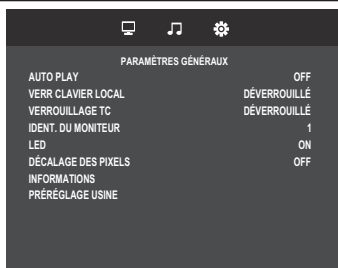 PARAMÈTRES GÉNÉRAUX
AUTO PLAY OFF
VERR CLAVIER LOCAL DÉVERROUILLÉ
VERROUILLAGE TC DÉVERROUILLÉ
IDENT. DU MONITEUR 1
LED ON
DÉCALAGE DES PIXELS OFF
INFORMATIONS
PRÉRÉGLAGE USINE